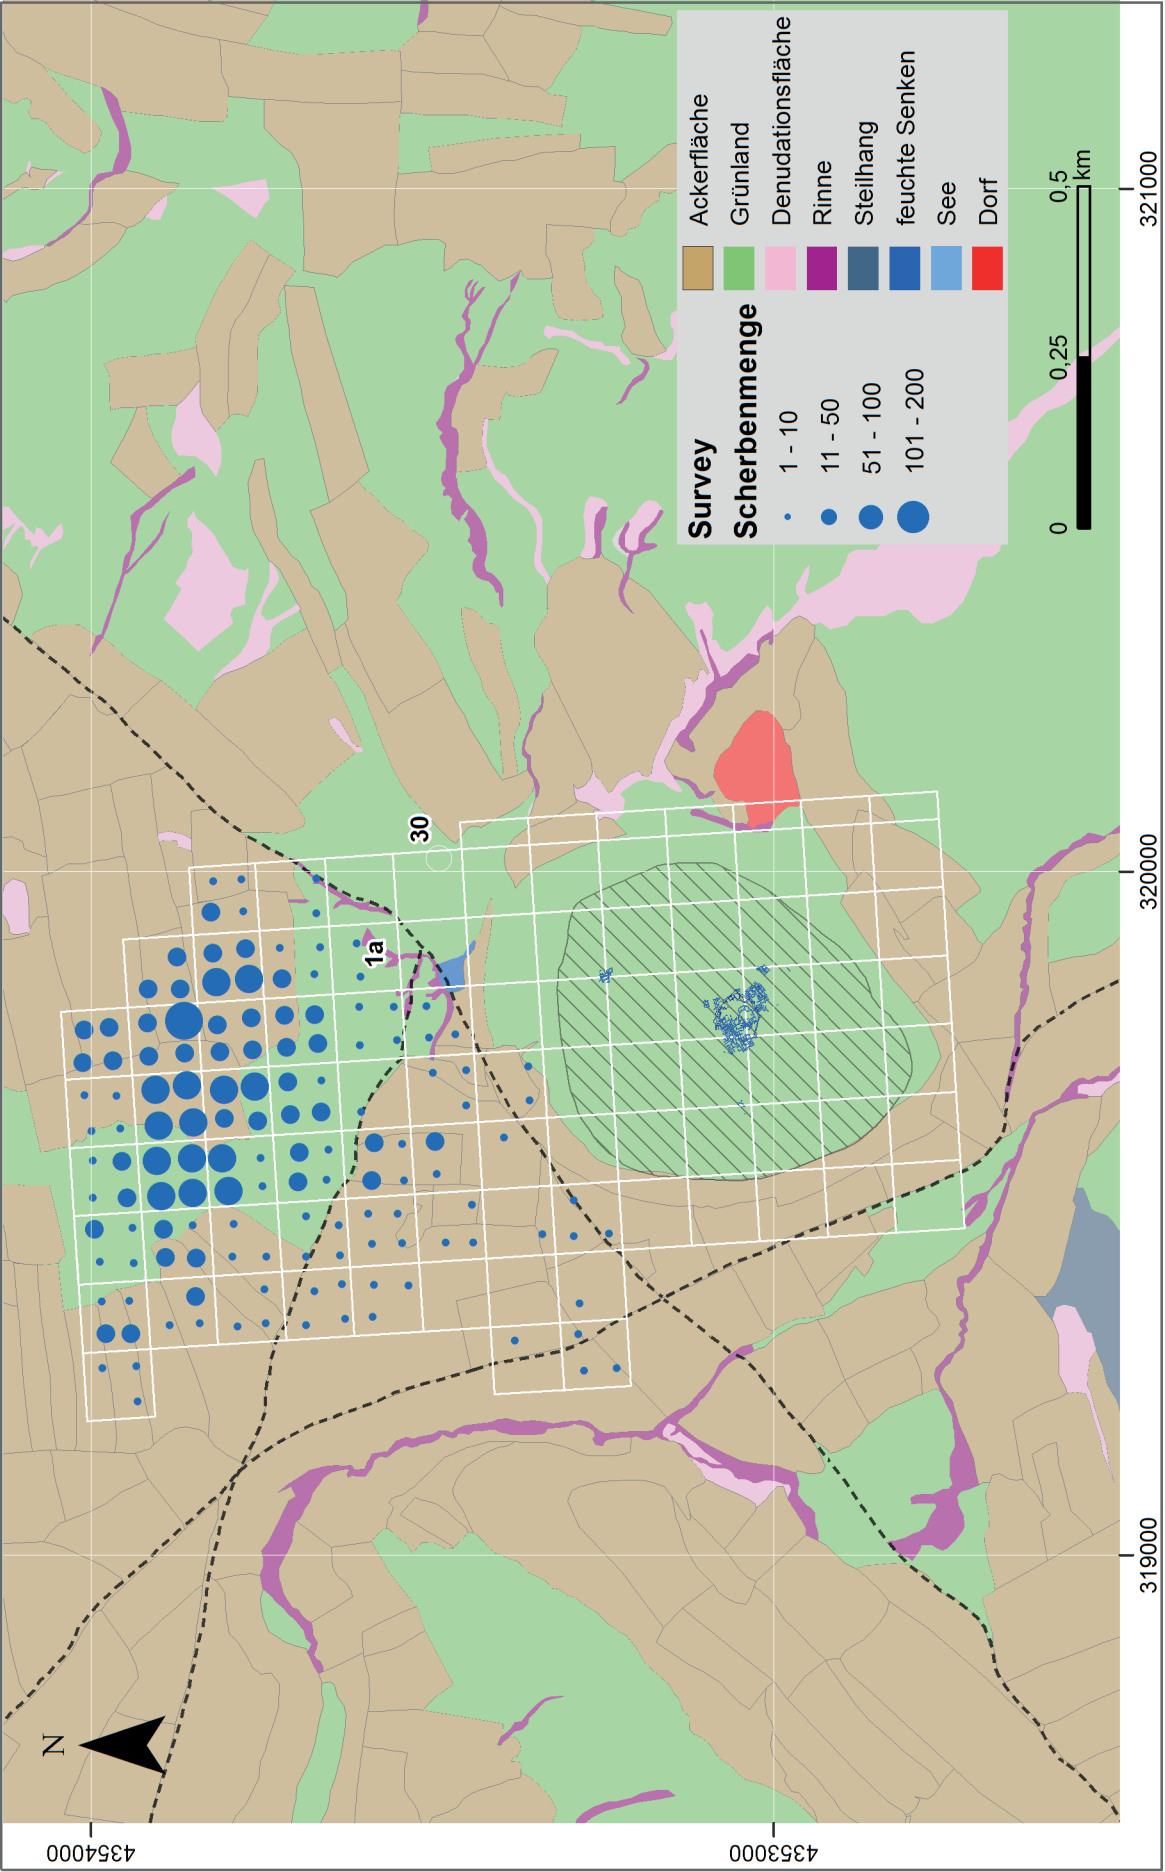 N
1a
30
Survey
Scherbenmenge
1 - 10
11 - 50
51 - 100
101 - 200
Ackerfläche
Grünland
Denudationsfläche
Rinne
Steilhang
feuchte Senken
See
Dorf
0 0,25 0,5
km
4354000
4353000
319000 320000 321000